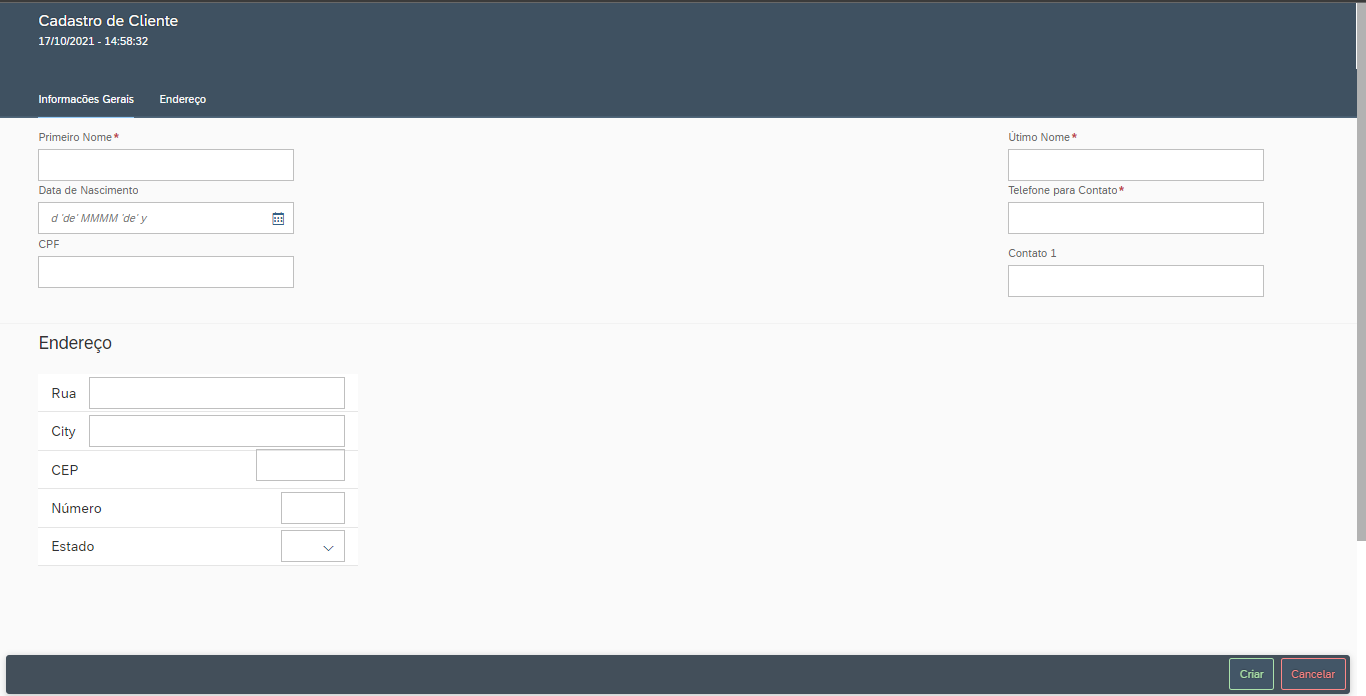 Cadastro de Cliente
17/10/2021 - 14:58:32
Informacões Gerais Endereço
Primeiro Nome*
Útimo Nome*
Data de Nascimento
Telefone para Contato*
d 'de' MMMM 'de' y
CPF
Contato 1
Endereço
Rua
City
CEP
Número
Estado
Criar Cancelar